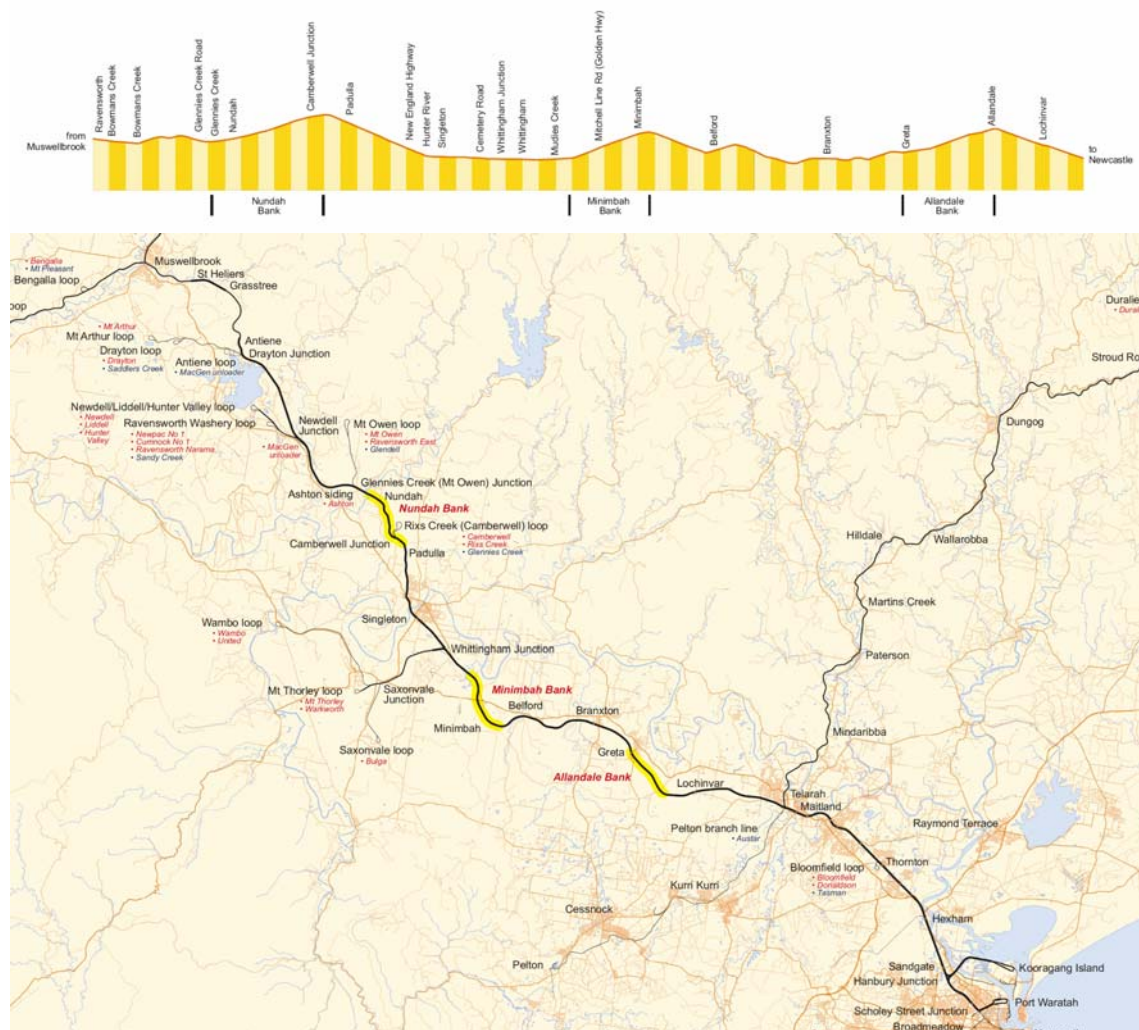 from
Muswellbrook
Ravensworth
Bowmans Creek
Bowmans Creek
Glennies Creek Road
Glennies Creek
Nundah
Camberwell Junction
Padulla
New England Highway
Hunter River
Singleton
Cemetery Road
Whittingham Junction
Whittingham
Mudies Creek
Mitchell Line Rd (Golden Hwy)
Minimbah
Belford
Branxton
Greta
Allandale
Lochinvar
to
Newcastle
Nundah
Bank
Minimbah
Bank
Allandale
Bank
• Bengalla
• Mt Pleasant
Bengalla loop
oop
Muswellbrook
St Heliers
Grasstree
• Mt Arthur
Mt Arthur loop
Drayton loop
• Drayton
• Saddlers Creek
Antiene
Drayton Junction
Antiene loop
• MacGen unloader
Newdell/Liddell/Hunter Valley loop
• Newdell
• Liddell
• Hunter
Valley
Ravensworth Washery loop
• Newpac No 1
• Cumnock No 1
• Ravensworth Narama
• Sandy Creek
• MacGen
unloader
Newdell
Junction
Mt Owen loop
• Mt Owen
• Ravensworth East
• Glendell
Glennies Creek (Mt Owen) Junction
Ashton siding
• Ashton
Nundah
Nundah Bank
Rixs Creek (Camberwell) loop
• Camberwell
• Rixs Creek
• Glennies Creek
Camberwell Junction
Padulla
Singleton
Wambo loop
• Wambo
• United
Whittingham Junction
Mt Thorley loop
• Mt Thorley
• Warkworth
Saxonvale
Junction
Saxonvale loop
• Bulga
Minimbah Bank
Minimbah
Belford
Branxton
Greta
Allandale Bank
Lochinvar
Duralie
• Dural
Stroud Ro
Dungog
Hilldale
Wallarobba
Martins Creek
Paterson
Mindaribba
Telarah
Maitland
Pelton branch line
• Austar
Raymond Terrace
Bloomfield loop
• Bloomfield
• Donaldson
• Tasman
Thornton
Kurri Kurri
Cessnock
Pelton
Hexham
Sandgate
Hanbury Junction
Kooragang Island
Port Waratah
Scholey Street Junction
Broadmeadow